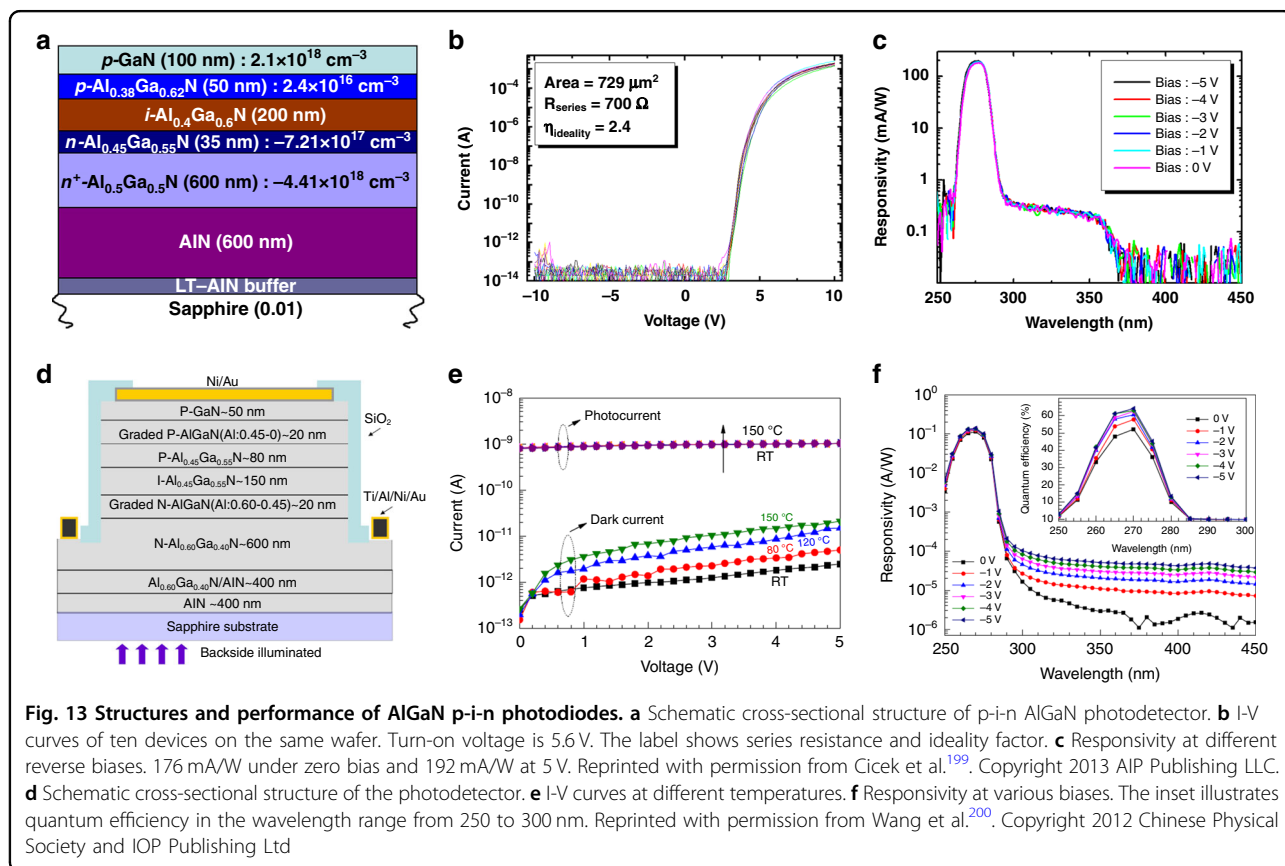 a
p-GaN (100 nm) : 2.1×10¹⁸ cm⁻³
p-Al₀.₃₈Ga₀.₆₂N (50 nm) : 2.4×10¹⁶ cm⁻³
i-Al₀.₄Ga₀.₆N (200 nm)
n-Al₀.₄₅Ga₀.₅₅N (35 nm) : –7.21×10¹⁷ cm⁻³
n⁺-Al₀.₅Ga₀.₅N (600 nm) : –4.41×10¹⁸ cm⁻³
AIN (600 nm)
LT–AIN buffer
Sapphire (0.01)
b
Area = 729 μm²
R series = 700 Ω
η ideality = 2.4
Current (A)
10⁻⁴
10⁻⁶
10⁻⁸
10⁻¹⁰
10⁻¹²
10⁻¹⁴
–10 –5 0 5 10
Voltage (V)
c
Responsivity (mA/W)
100
10
1
0.1
Bias : –5 V
Bias : –4 V
Bias : –3 V
Bias : –2 V
Bias : –1 V
Bias : 0 V
250 300 350 400 450
Wavelength (nm)
d
Ni/Au
P-GaN~50 nm
SiO₂
Graded P-AlGaN(Al:0.45-0)~20 nm
P-Al₀.₄₅Ga₀.₅₅N~80 nm
I-Al₀.₄₅Ga₀.₅₅N~150 nm
Graded N-AlGaN(Al:0.60-0.45)~20 nm
Ti/Al/Ni/Au
N-Al₀.₆₀Ga₀.₄₀N~600 nm
Al₀.₆₀Ga₀.₄₀N/AIN~400 nm
AIN ~400 nm
Sapphire substrate
Backside illuminated
e
Current (A)
10⁻⁸
10⁻⁹
10⁻¹⁰
10⁻¹¹
10⁻¹²
10⁻¹³
Photocurrent
150 °C
RT
Dark current
150 °C
120 °C
80 °C
RT
0 1 2 3 4 5
Voltage (V)
f
Responsivity (A/W)
10⁰
10⁻¹
10⁻²
10⁻³
10⁻⁴
10⁻⁵
10⁻⁶
0 V
–1 V
–2 V
–3 V
–4 V
–5 V
250 300 350 400 450
Wavelength (nm)
Quantum efficiency (%)
60
50
40
30
20
10
0 V
–1 V
–2 V
–3 V
–4 V
–5 V
250 260 270 280 290 300
Wavelength (nm)
Fig. 13 Structures and performance of AlGaN p-i-n photodiodes. a Schematic cross-sectional structure of p-i-n AlGaN photodetector. b I-V
curves of ten devices on the same wafer. Turn-on voltage is 5.6 V. The label shows series resistance and ideality factor. c Responsivity at different
reverse biases. 176 mA/W under zero bias and 192 mA/W at 5 V. Reprinted with permission from Cicek et al.¹⁹⁹. Copyright 2013 AIP Publishing LLC.
d Schematic cross-sectional structure of the photodetector. e I-V curves at different temperatures. f Responsivity at various biases. The inset illustrates
quantum efficiency in the wavelength range from 250 to 300 nm. Reprinted with permission from Wang et al.²⁰⁰. Copyright 2012 Chinese Physical
Society and IOP Publishing Ltd